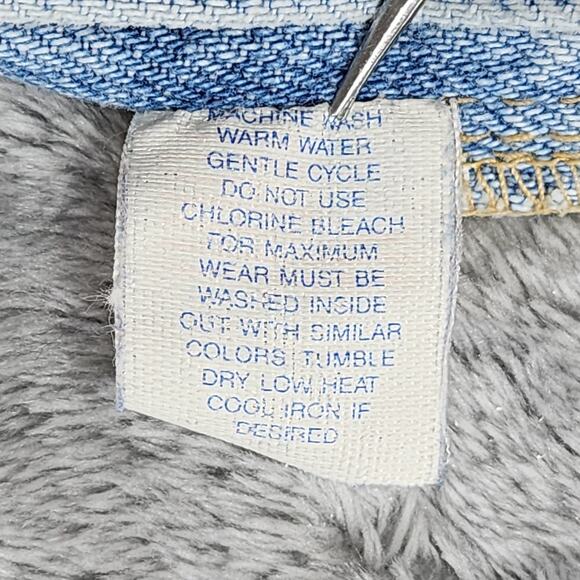 MACHINE WASH
WARM WATER
GENTLE CYCLE
DO NOT USE
CHLORINE BLEACH
FOR MAXIMUM
WEAR MUST BE
WASHED INSIDE
OUT WITH SIMILAR
COLORS TUMBLE
DRY LOW HEAT
COOL IRON IF
DESIRED